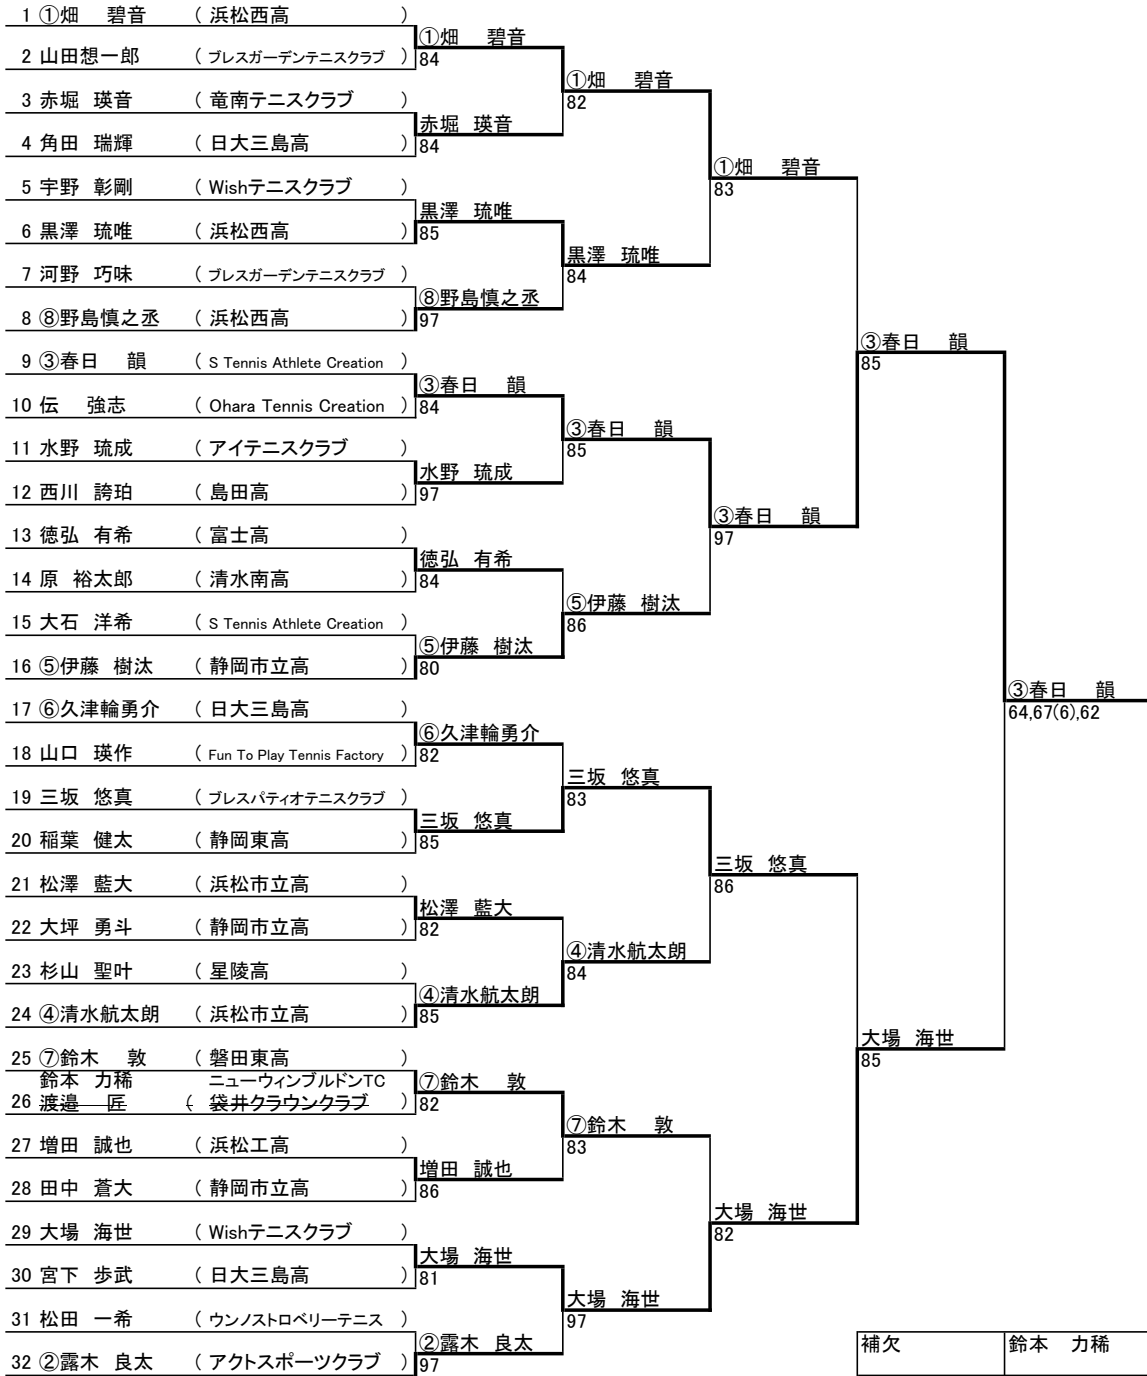 1 ①畑 碧音 ( 浜松西高 )
①畑 碧音
2 山田想一郎 ( ブレスガーデンテニスクラブ ) 84
①畑 碧音
3 赤堀 瑛音 ( 竜南テニスクラブ ) 82
赤堀 瑛音
4 角田 瑞輝 ( 日大三島高 ) 84
①畑 碧音
5 宇野 彰剛 ( Wishテニスクラブ ) 83
黒澤 琉唯
6 黒澤 琉唯 ( 浜松西高 ) 85
黒澤 琉唯
7 河野 巧味 ( ブレスガーデンテニスクラブ ) 84
⑧野島慎之丞
8 ⑧野島慎之丞 ( 浜松西高 ) 97
③春日 韻
9 ③春日 韻 ( S Tennis Athlete Creation ) 85
③春日 韻
10 伝 強志 ( Ohara Tennis Creation ) 84
③春日 韻
11 水野 琉成 ( アイテニスクラブ ) 85
水野 琉成
12 西川 誇珀 ( 島田高 ) 97
③春日 韻
13 徳弘 有希 ( 富士高 ) 97
徳弘 有希
14 原 裕太郎 ( 清水南高 ) 84
⑤伊藤 樹汰
15 大石 洋希 ( S Tennis Athlete Creation ) 86
⑤伊藤 樹汰
16 ⑤伊藤 樹汰 ( 静岡市立高 ) 80
③春日 韻
17 ⑥久津輪勇介 ( 日大三島高 ) 64,67(6),62
⑥久津輪勇介
18 山口 瑛作 ( Fun To Play Tennis Factory ) 82
三坂 悠真
19 三坂 悠真 ( ブレスパティオテニスクラブ ) 83
三坂 悠真
20 稲葉 健太 ( 静岡東高 ) 85
三坂 悠真
21 松澤 藍大 ( 浜松市立高 ) 86
松澤 藍大
22 大坪 勇斗 ( 静岡市立高 ) 82
④清水航太朗
23 杉山 聖叶 ( 星陵高 ) 84
④清水航太朗
24 ④清水航太朗 ( 浜松市立高 ) 85
大場 海世
25 ⑦鈴木 敦 ( 磐田東高 ) 85
鈴本 力稀 ニューウィンブルドンTC ⑦鈴木 敦
26 渡邉 匠 ( 袋井クラウンクラブ ) 82
⑦鈴木 敦
27 増田 誠也 ( 浜松工高 ) 83
増田 誠也
28 田中 蒼大 ( 静岡市立高 ) 86
大場 海世
29 大場 海世 ( Wishテニスクラブ ) 82
大場 海世
30 宮下 歩武 ( 日大三島高 ) 81
大場 海世
31 松田 一希 ( ウンノストロベリーテニス ) 97
②露木 良太 補欠 鈴本 力稀
32 ②露木 良太 ( アクトスポーツクラブ ) 97